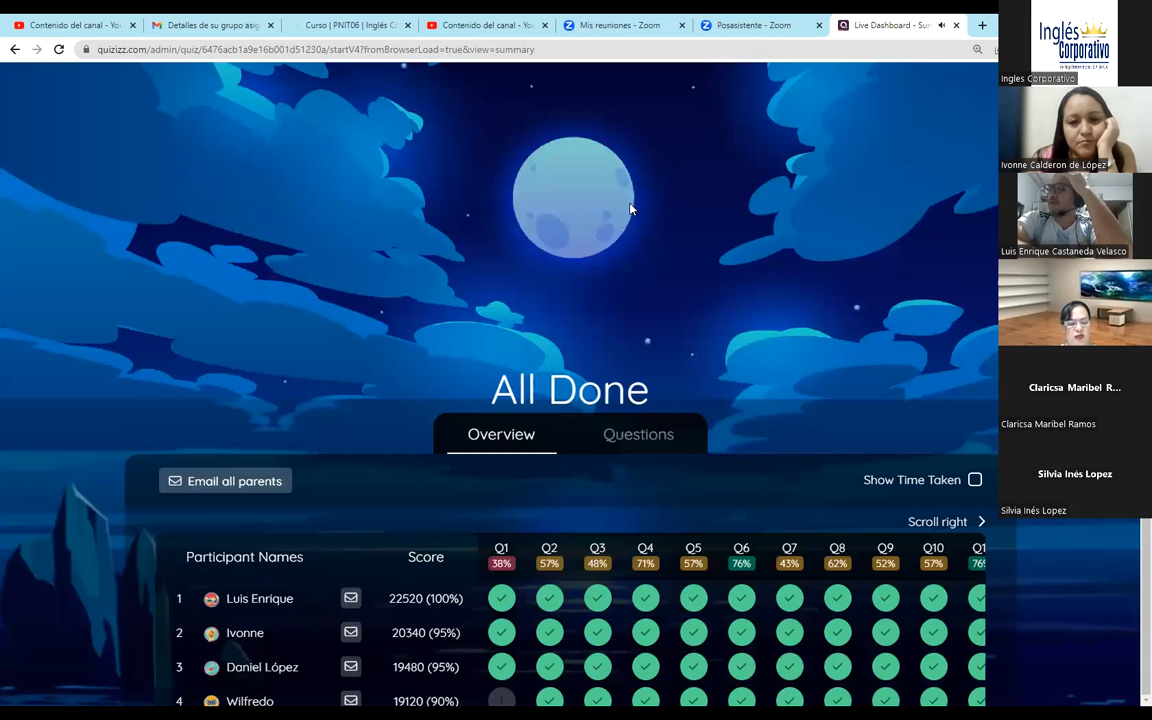 Contenido del canal - You
Detalles de su grupo asig
Curso | PNIT06 | Inglés C
Contenido del canal - You
Mis reuniones - Zoom
Posasistente - Zoom
Live Dashboard - Sum
quizizz.com/admin/quiz/6476acb1a9e16b001d51230a/startV4?fromBrowserLoad=true&view=summary
Inglés
Corporativo
Ingles Corporativo
Ivonne Calderon de López
Luis Enrique Castaneda Velasco
Claricsa Maribel R...
Claricsa Maribel Ramos
Silvia Inés Lopez
Silvia Inés Lopez
All Done
Overview
Questions
Email all parents
Show Time Taken
Scroll right
Participant Names Score Q1 Q2 Q3 Q4 Q5 Q6 Q7 Q8 Q9 Q10 Q1
38% 57% 48% 71% 57% 76% 43% 62% 52% 57% 76
1 Luis Enrique 22520 (100%)
2 Ivonne 20340 (95%)
3 Daniel López 19480 (95%)
4 Wilfredo 19120 (90%)